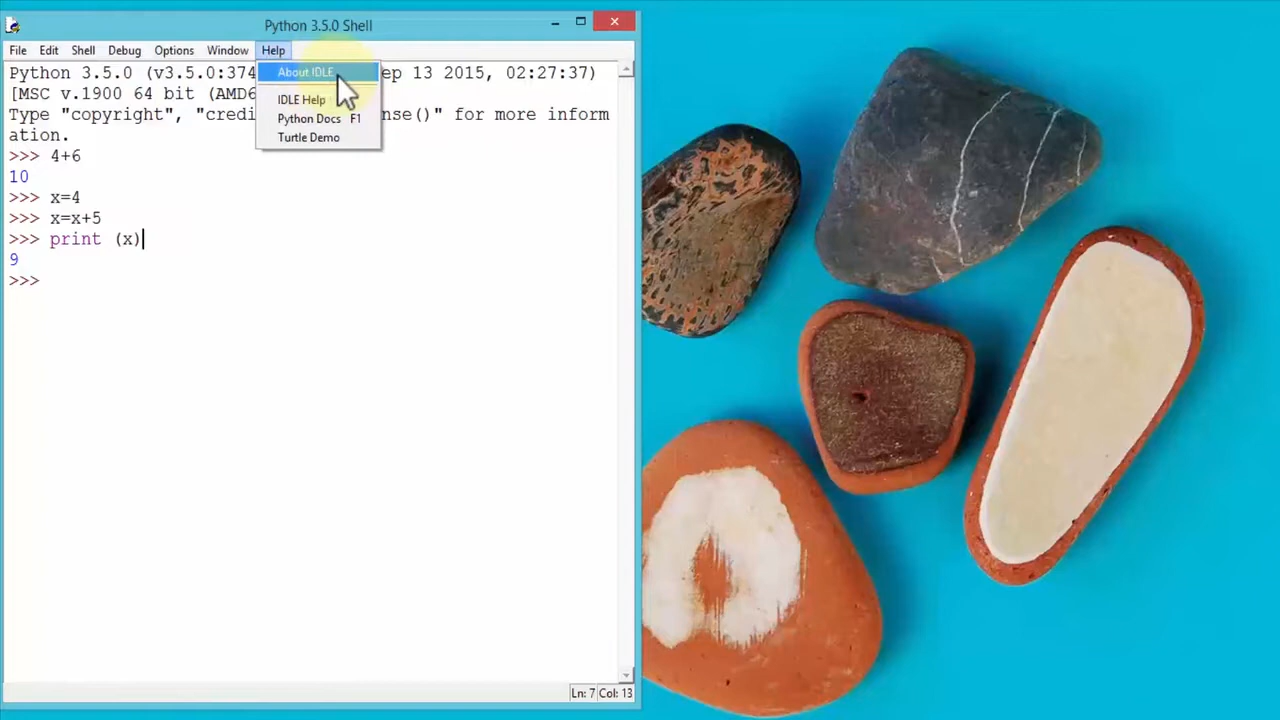 Python 3.5.0 Shell
File Edit Shell Debug Options Window Help
About IDLE
IDLE Help
Python Docs F1
Turtle Demo
Python 3.5.0 (v3.5.0:374 ep 13 2015, 02:27:37)
[MSC v.1900 64 bit (AMD6
Type "copyright", "credi nse()" for more inform
ation.
>>> 4+6
10
>>> x=4
>>> x=x+5
>>> print (x)
9
>>>
Ln: 7 Col: 13